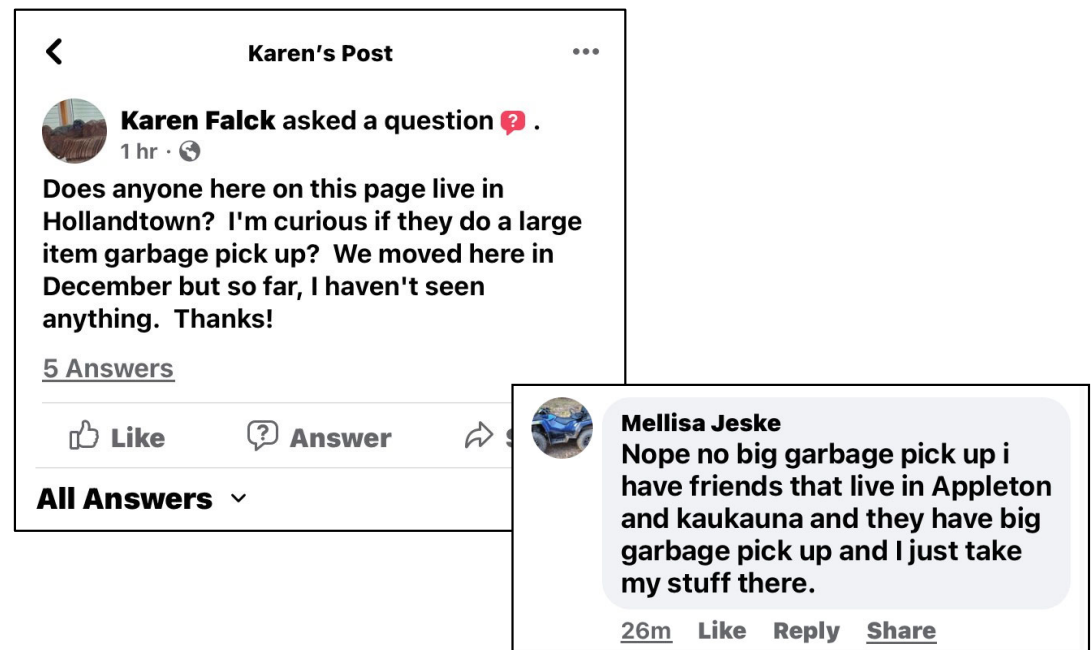 Karen's Post
Karen Falck asked a question .
1 hr ·
Does anyone here on this page live in
Hollandtown?  I'm curious if they do a large
item garbage pick up?  We moved here in
December but so far, I haven't seen
anything.  Thanks!
5 Answers
Like Answer
All Answers
Mellisa Jeske
Nope no big garbage pick up i
have friends that live in Appleton
and kaukauna and they have big
garbage pick up and I just take
my stuff there.
26m Like Reply Share